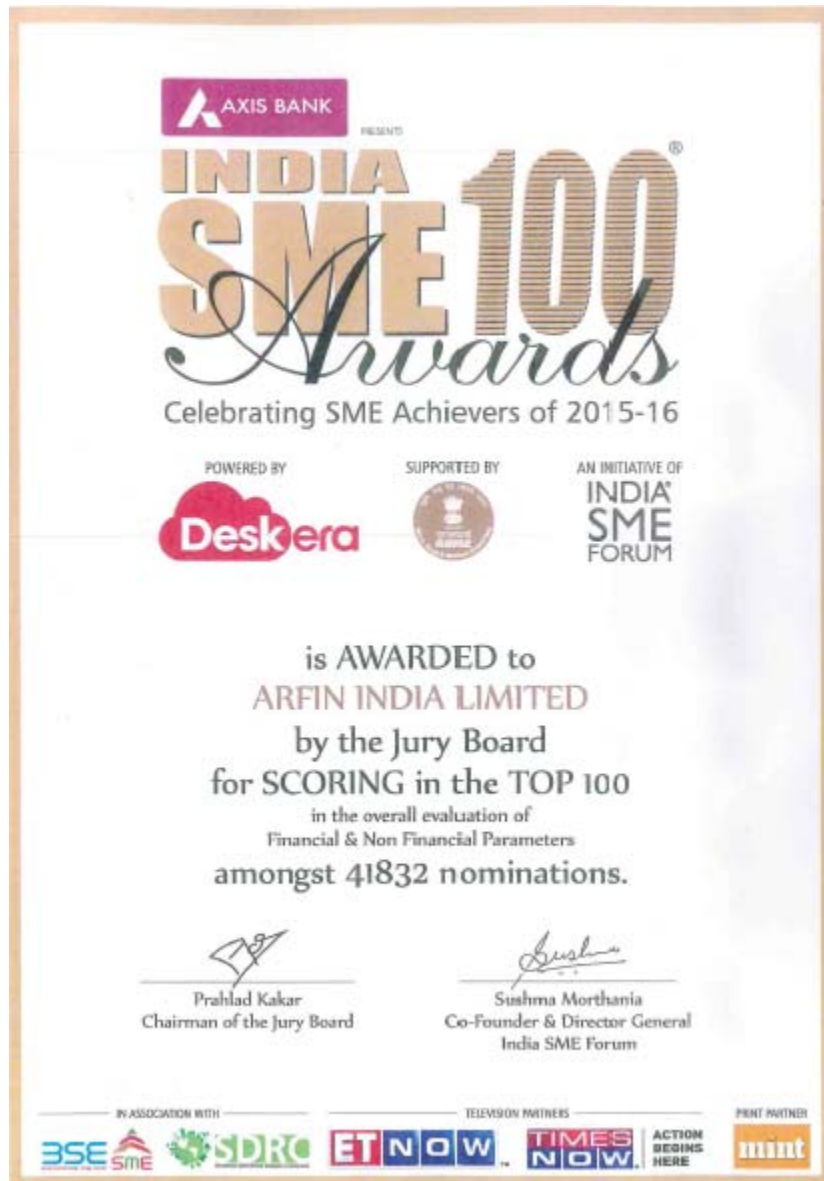 AXIS BANK
PRESENTS
INDIA
SME 100®
Awards
Celebrating SME Achievers of 2015-16
POWERED BY
SUPPORTED BY
AN INITIATIVE OF
Deskera
INDIA
SME
FORUM
is AWARDED to
ARFIN INDIA LIMITED
by the Jury Board
for SCORING in the TOP 100
in the overall evaluation of
Financial & Non Financial Parameters
amongst 41832 nominations.
Sushma
Prahlad Kakar
Chairman of the Jury Board
Sushma Morthania
Co-Founder & Director General
India SME Forum
IN ASSOCIATION WITH
TELEVISION PARTNERS
PRINT PARTNER
BSE SME
SDRC
ET NOW
TIMES NOW
ACTION BEGINS HERE
mint